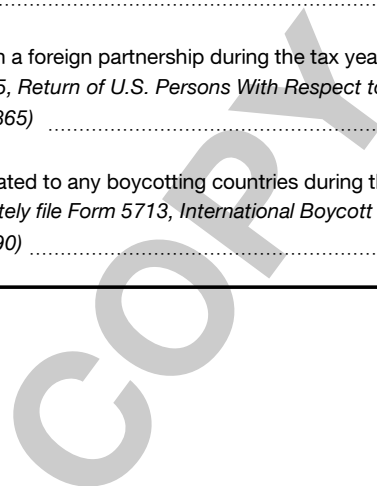 n a foreign partnership during the tax yea
5, Return of U.S. Persons With Respect to
865)
ated to any boycotting countries during th
tely file Form 5713, International Boycott
90)
COPY